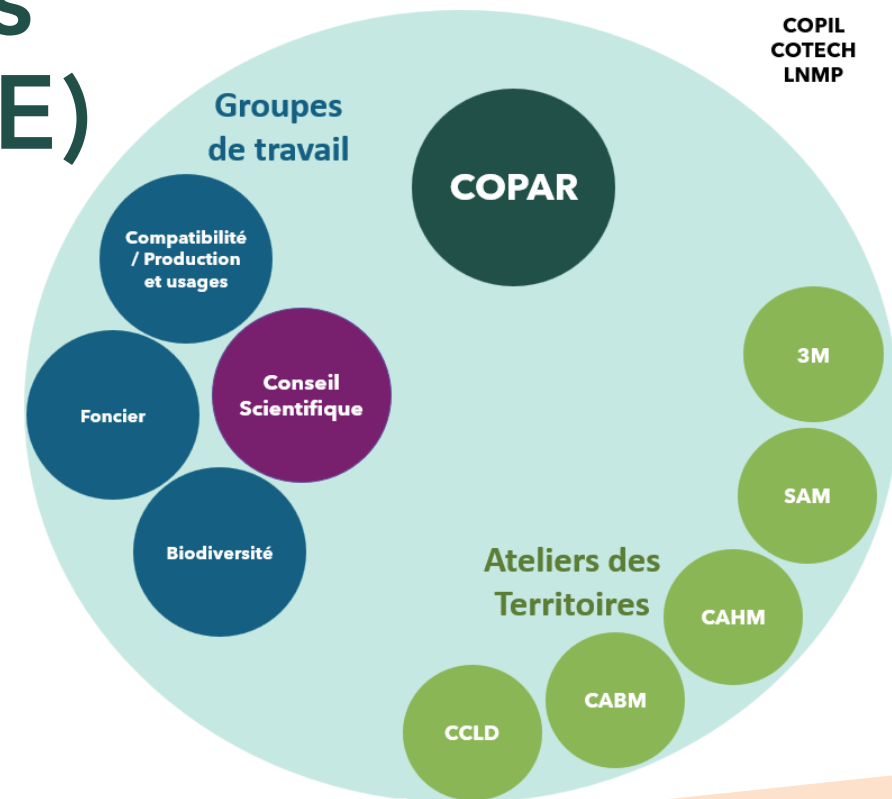 s
E)
COPIL
COTECH
LNMP
Groupes
de travail
COPAR
Compatibilité
/ Production
et usages
Conseil
Scientifique
Foncier
Biodiversité
3M
SAM
Ateliers des
Territoires
CAHM
CABM
CCLD